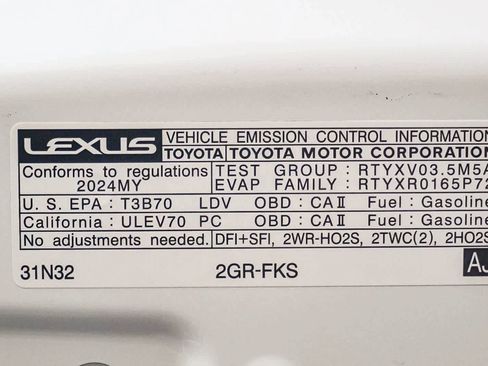 LEXUS VEHICLE EMISSION CONTROL INFORMATION
TOYOTA TOYOTA MOTOR CORPORATION
Conforms to regulations TEST GROUP : RTYXV03.5M5A
2024MY EVAP FAMILY : RTYXR0165P72
U. S. EPA : T3B70 LDV OBD : CAⅡ Fuel : Gasoline
California : ULEV70 PC OBD : CAⅡ Fuel : Gasoline
No adjustments needed. DFI+SFI, 2WR-HO2S, 2TWC(2), 2HO2S
31N32 2GR-FKS AJ